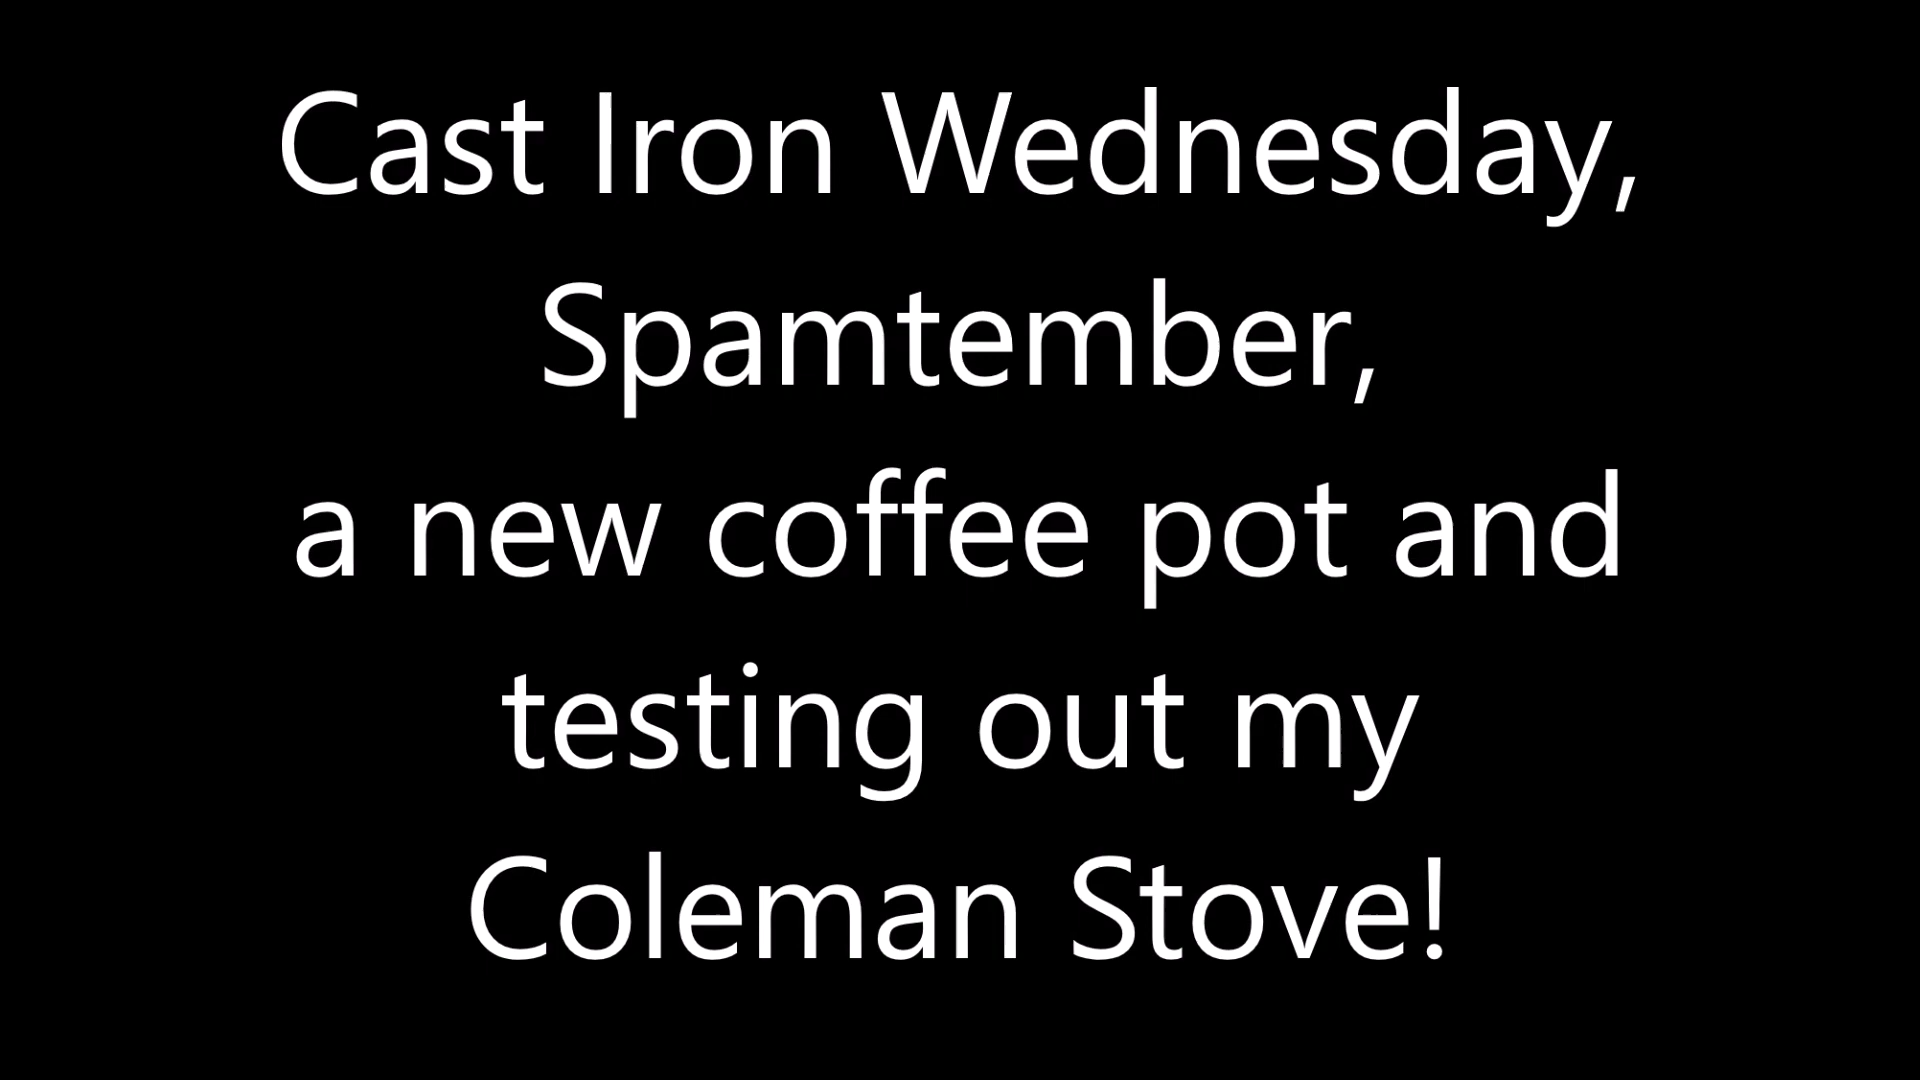 Cast Iron Wednesday,
Spamtember,
a new coffee pot and
testing out my
Coleman Stove!